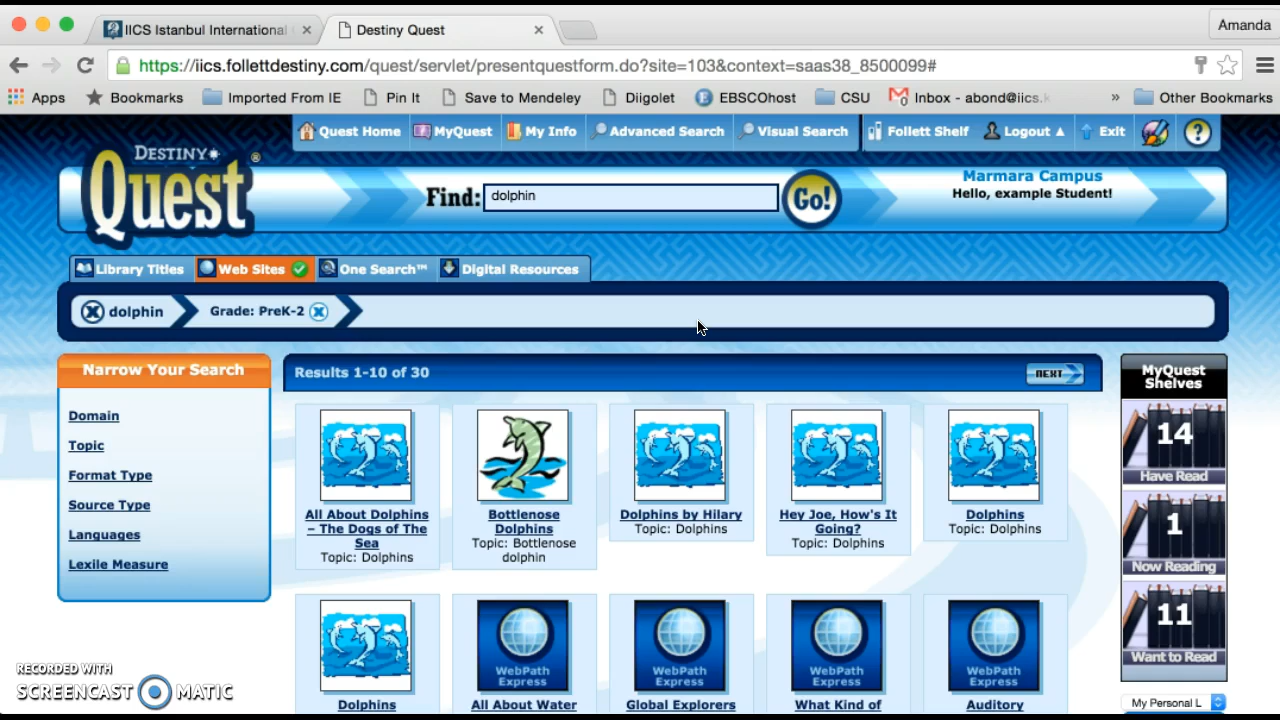 IICS Istanbul International
Destiny Quest
Amanda
https://iics.follettdestiny.com/quest/servlet/presentquestform.do?site=103&context=saas38_8500099#
Apps
Bookmarks
Imported From IE
Pin It
Save to Mendeley
Diigolet
EBSCOhost
CSU
Inbox - abond@iics.
»
Other Bookmarks
Quest Home
MyQuest
My Info
Advanced Search
Visual Search
Follett Shelf
Logout
Exit
?
DESTINY
Quest
®
Find:
dolphin
Go!
Marmara Campus
Hello, example Student!
Library Titles
Web Sites
One Search™
Digital Resources
dolphin
Grade: PreK-2
Narrow Your Search
Domain
Topic
Format Type
Source Type
Languages
Lexile Measure
Results 1-10 of 30
NEXT
All About Dolphins
– The Dogs of The
Sea
Topic: Dolphins
Bottlenose
Dolphins
Topic: Bottlenose
dolphin
Dolphins by Hilary
Topic: Dolphins
Hey Joe, How's It
Going?
Topic: Dolphins
Dolphins
Topic: Dolphins
Dolphins
WebPath
Express
All About Water
WebPath
Express
Global Explorers
WebPath
Express
What Kind of
WebPath
Express
Auditory
MyQuest
Shelves
14
Have Read
1
Now Reading
11
Want to Read
My Personal L
RECORDED WITH
SCREENCAST MATIC